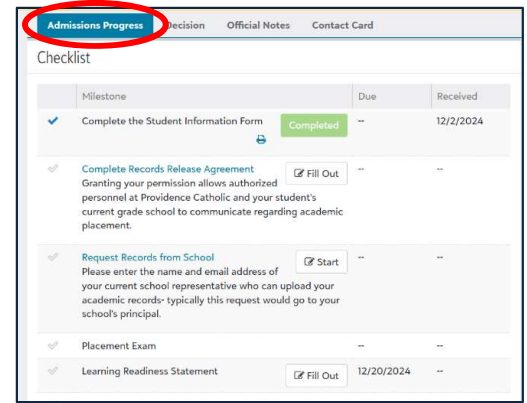 Admissions Progress Decision Official Notes Contact Card
Checklist
Milestone Due Received
Complete the Student Information Form Completed -- 12/2/2024
Complete Records Release Agreement Fill Out -- --
Granting your permission allows authorized
personnel at Providence Catholic and your student's
current grade school to communicate regarding academic
placement.
Request Records from School Start -- --
Please enter the name and email address of
your current school representative who can upload your
academic records- typically this request would go to your
school's principal.
Placement Exam -- --
Learning Readiness Statement Fill Out 12/20/2024 --